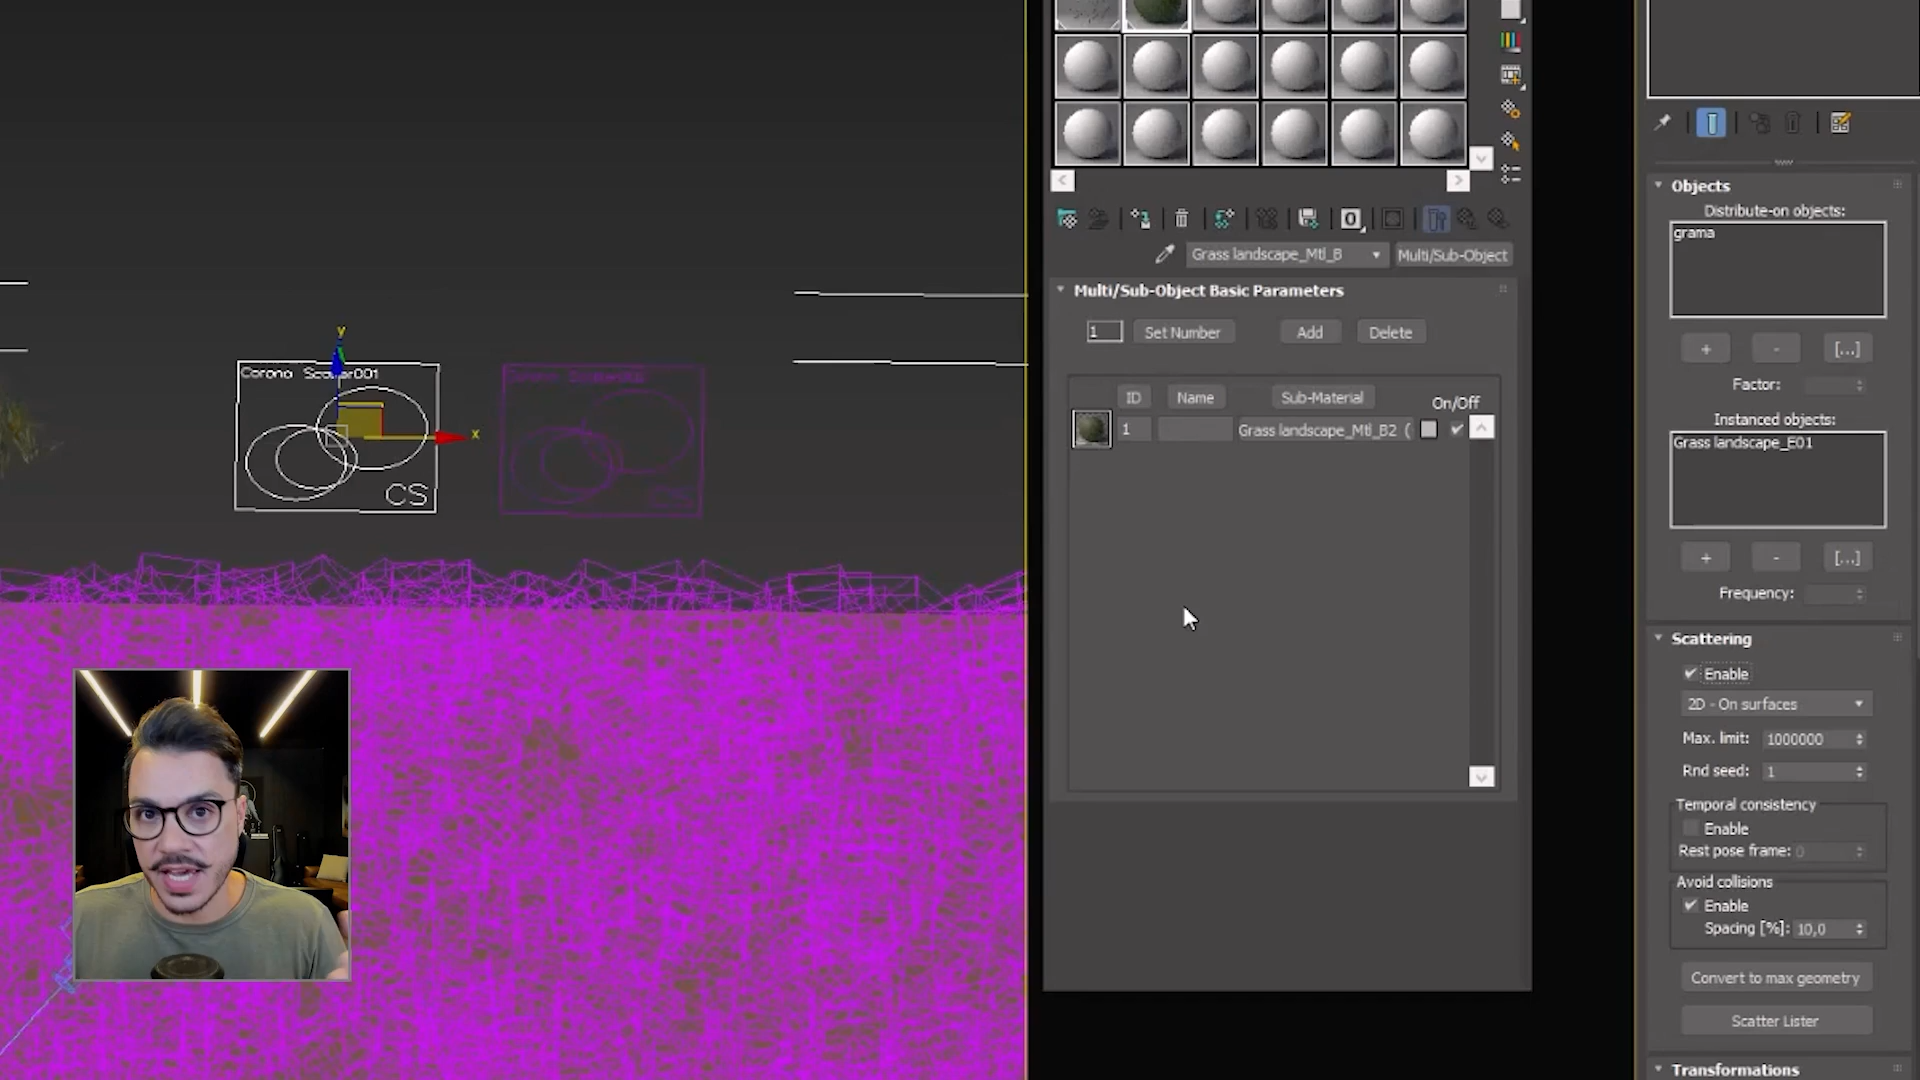 y
x
Corona Scatter001
CS
Grass landscape_Mtl_B
Multi/Sub-Object
Multi/Sub-Object Basic Parameters
1
Set Number
Add
Delete
ID
Name
Sub-Material
On/Off
1
Grass landscape_Mtl_B2 (
Objects
Distribute-on objects:
grama
+
-
[...]
Factor:
Instanced objects:
Grass landscape_E01
+
-
[...]
Frequency:
Scattering
Enable
2D - On surfaces
Max. limit: 1000000
Rnd seed: 1
Temporal consistency
Enable
Rest pose frame: 0
Avoid collisions
Enable
Spacing [%]: 10,0
Convert to max geometry
Scatter Lister
Transformations